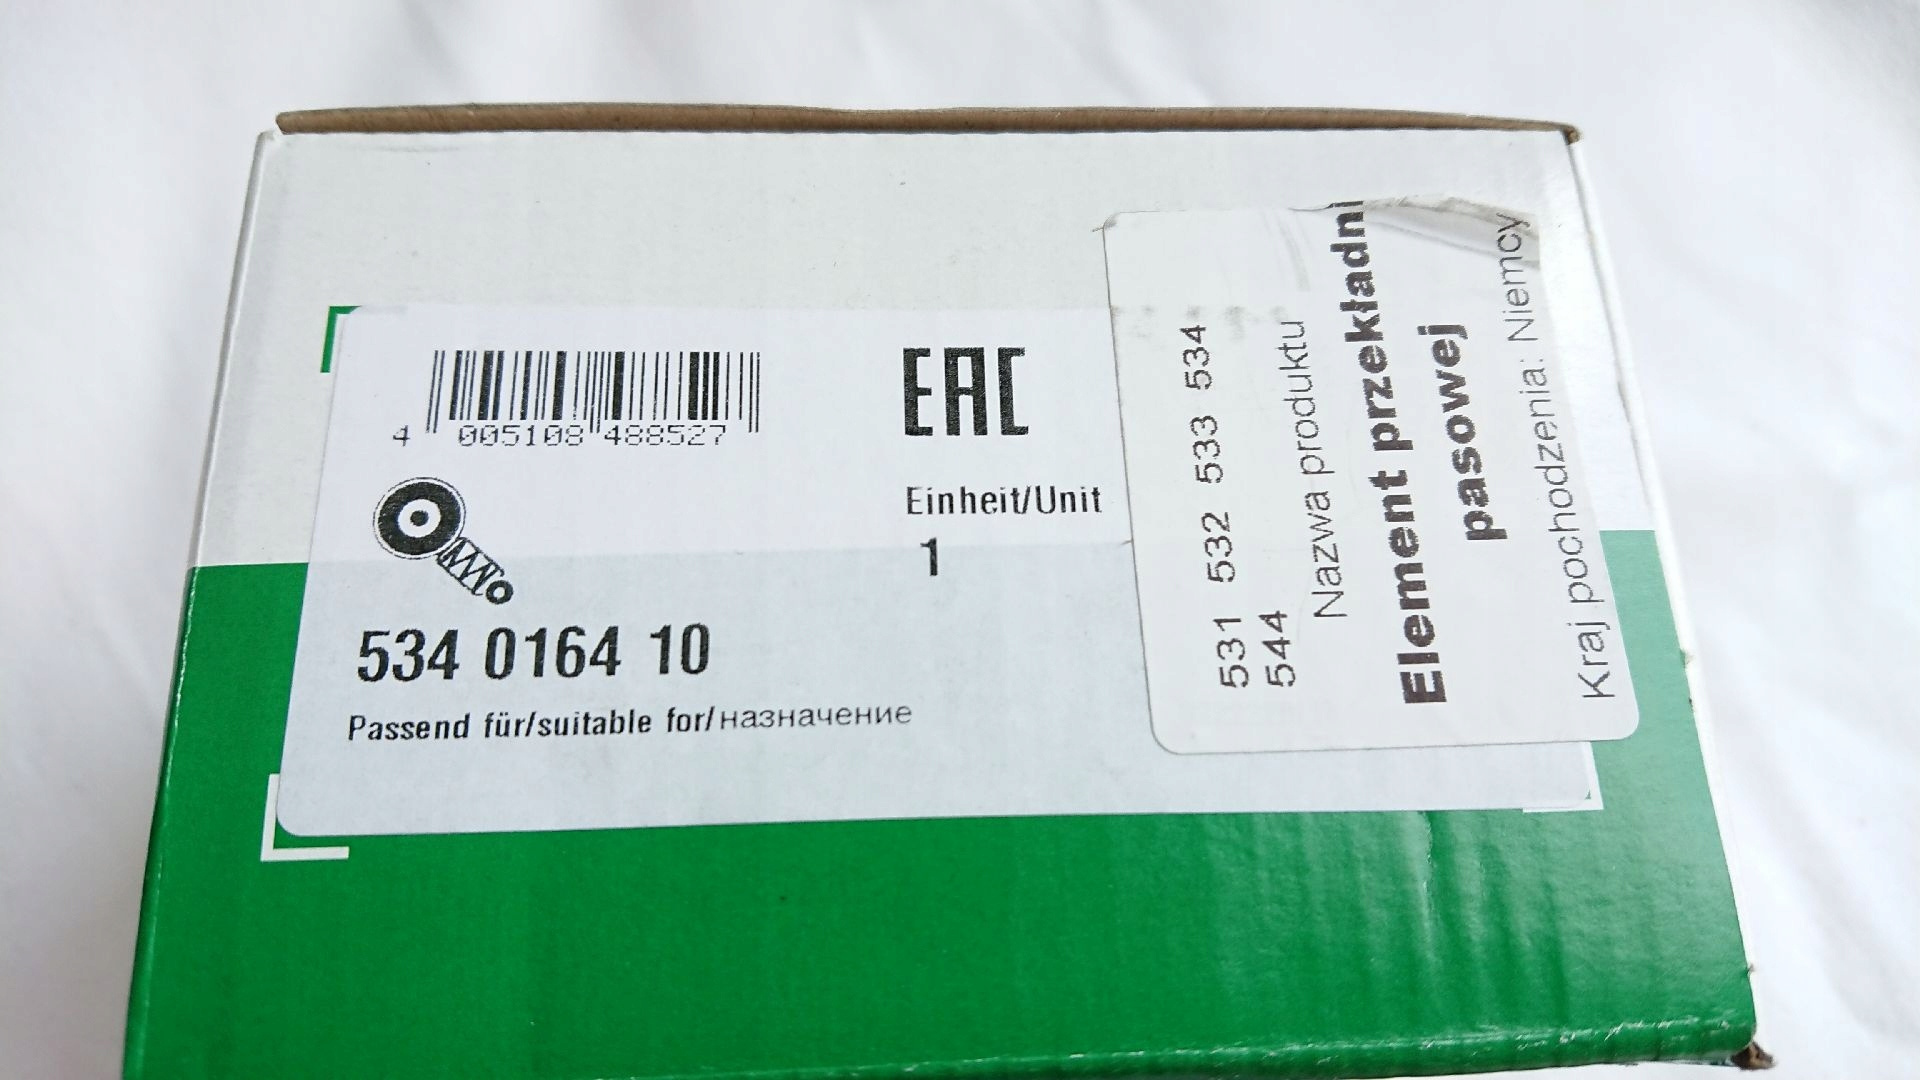 EAC
4 005108 488527
Einheit/Unit
1
534 0164 10
Passend für/suitable for/назначение
531 532 533 534
544
Nazwa produktu
Element przekładni
pasowej
Kraj pochodzenia: Niemcy